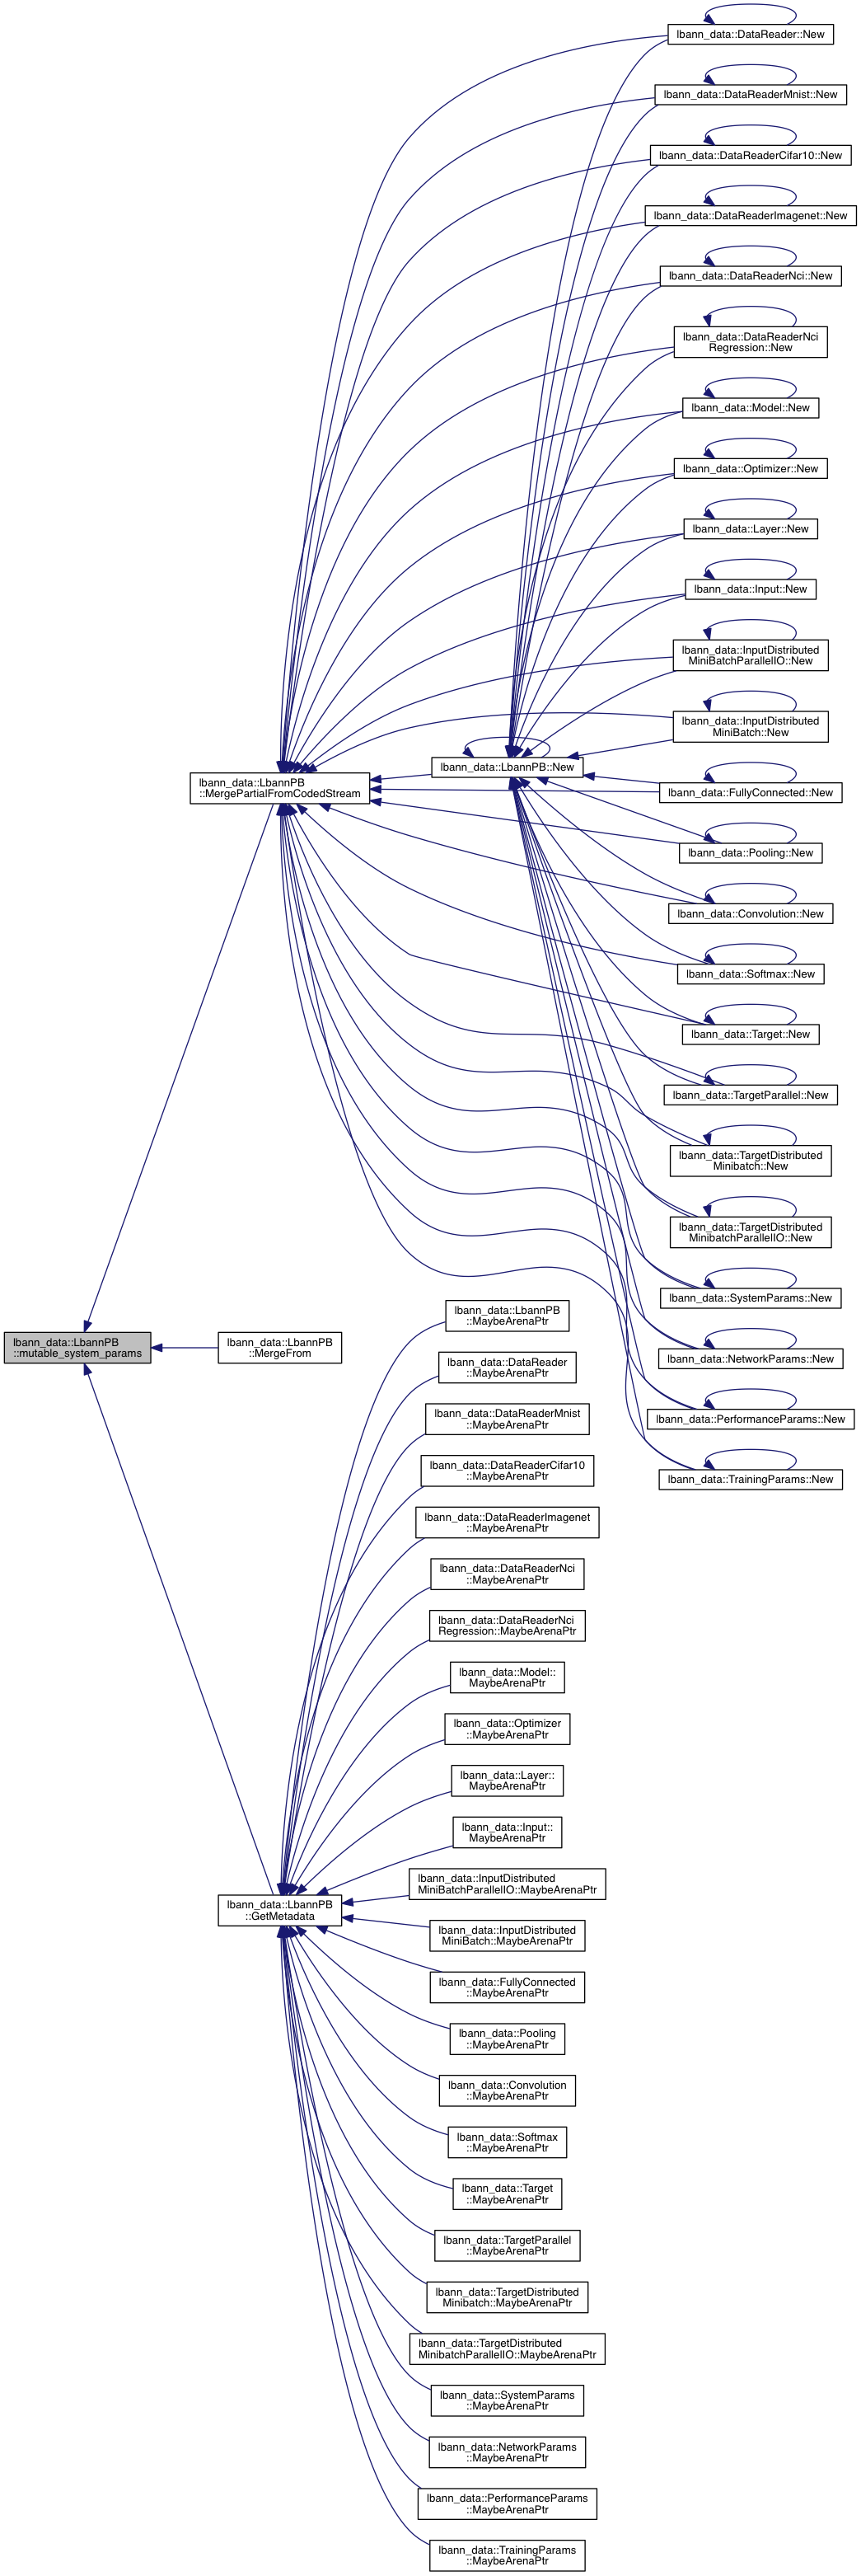 lbann_data::DataReader::New
lbann_data::DataReaderMnist::New
lbann_data::DataReaderCifar10::New
lbann_data::DataReaderImagenet::New
lbann_data::DataReaderNci::New
lbann_data::DataReaderNci
Regression::New
lbann_data::Model::New
lbann_data::Optimizer::New
lbann_data::Layer::New
lbann_data::Input::New
lbann_data::InputDistributed
MiniBatchParallelIO::New
lbann_data::InputDistributed
MiniBatch::New
lbann_data::LbannPB::New
lbann_data::LbannPB
::MergePartialFromCodedStream
lbann_data::FullyConnected::New
lbann_data::Pooling::New
lbann_data::Convolution::New
lbann_data::Softmax::New
lbann_data::Target::New
lbann_data::TargetParallel::New
lbann_data::TargetDistributed
Minibatch::New
lbann_data::TargetDistributed
MinibatchParallelIO::New
lbann_data::SystemParams::New
lbann_data::NetworkParams::New
lbann_data::PerformanceParams::New
lbann_data::TrainingParams::New
lbann_data::LbannPB
::mutable_system_params
lbann_data::LbannPB
::MergeFrom
lbann_data::LbannPB
::MaybeArenaPtr
lbann_data::DataReader
::MaybeArenaPtr
lbann_data::DataReaderMnist
::MaybeArenaPtr
lbann_data::DataReaderCifar10
::MaybeArenaPtr
lbann_data::DataReaderImagenet
::MaybeArenaPtr
lbann_data::DataReaderNci
::MaybeArenaPtr
lbann_data::DataReaderNci
Regression::MaybeArenaPtr
lbann_data::Model::
MaybeArenaPtr
lbann_data::Optimizer
::MaybeArenaPtr
lbann_data::Layer::
MaybeArenaPtr
lbann_data::Input::
MaybeArenaPtr
lbann_data::InputDistributed
MiniBatchParallelIO::MaybeArenaPtr
lbann_data::LbannPB
::GetMetadata
lbann_data::InputDistributed
MiniBatch::MaybeArenaPtr
lbann_data::FullyConnected
::MaybeArenaPtr
lbann_data::Pooling
::MaybeArenaPtr
lbann_data::Convolution
::MaybeArenaPtr
lbann_data::Softmax
::MaybeArenaPtr
lbann_data::Target
::MaybeArenaPtr
lbann_data::TargetParallel
::MaybeArenaPtr
lbann_data::TargetDistributed
Minibatch::MaybeArenaPtr
lbann_data::TargetDistributed
MinibatchParallelIO::MaybeArenaPtr
lbann_data::SystemParams
::MaybeArenaPtr
lbann_data::NetworkParams
::MaybeArenaPtr
lbann_data::PerformanceParams
::MaybeArenaPtr
lbann_data::TrainingParams
::MaybeArenaPtr